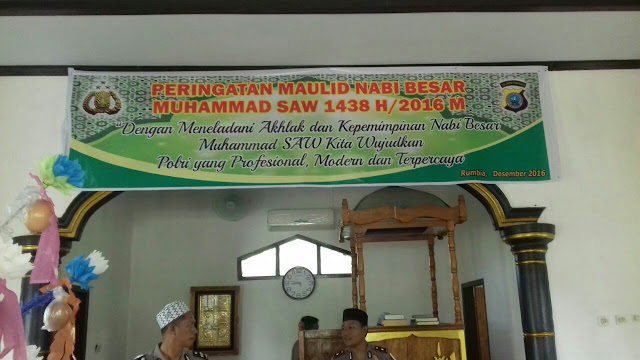 PERINGATAN MAULID NABI BESAR
MUHAMMAD SAW 1438 H/2016 M
"Dengan Meneladani Akhlak dan Kepemimpinan Nabi Besar
Muhammad SAW Kita Wujudkan
Polri yang Profesional, Modern dan Terpercaya
Rumbia, Desember 2016